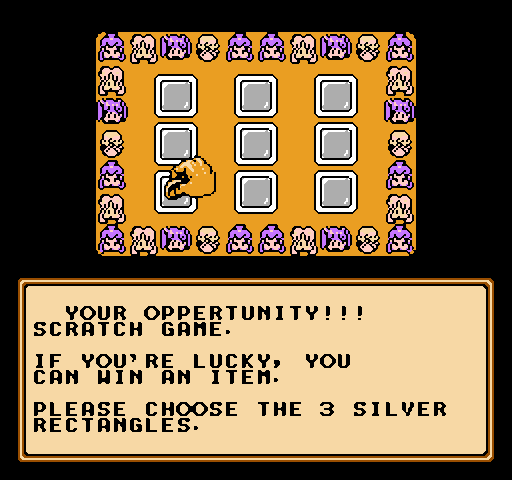 YOUR OPPERTUNITY!!!
SCRATCH GAME.
IF YOU'RE LUCKY, YOU
CAN WIN AN ITEM.
PLEASE CHOOSE THE 3 SILVER
RECTANGLES.